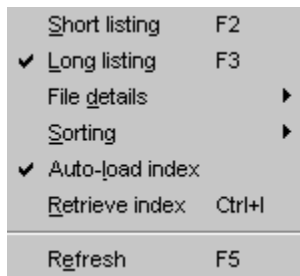 Short listing F2
Long listing F3
File details
Sorting
Auto-load index
Retrieve index Ctrl+I
Refresh F5